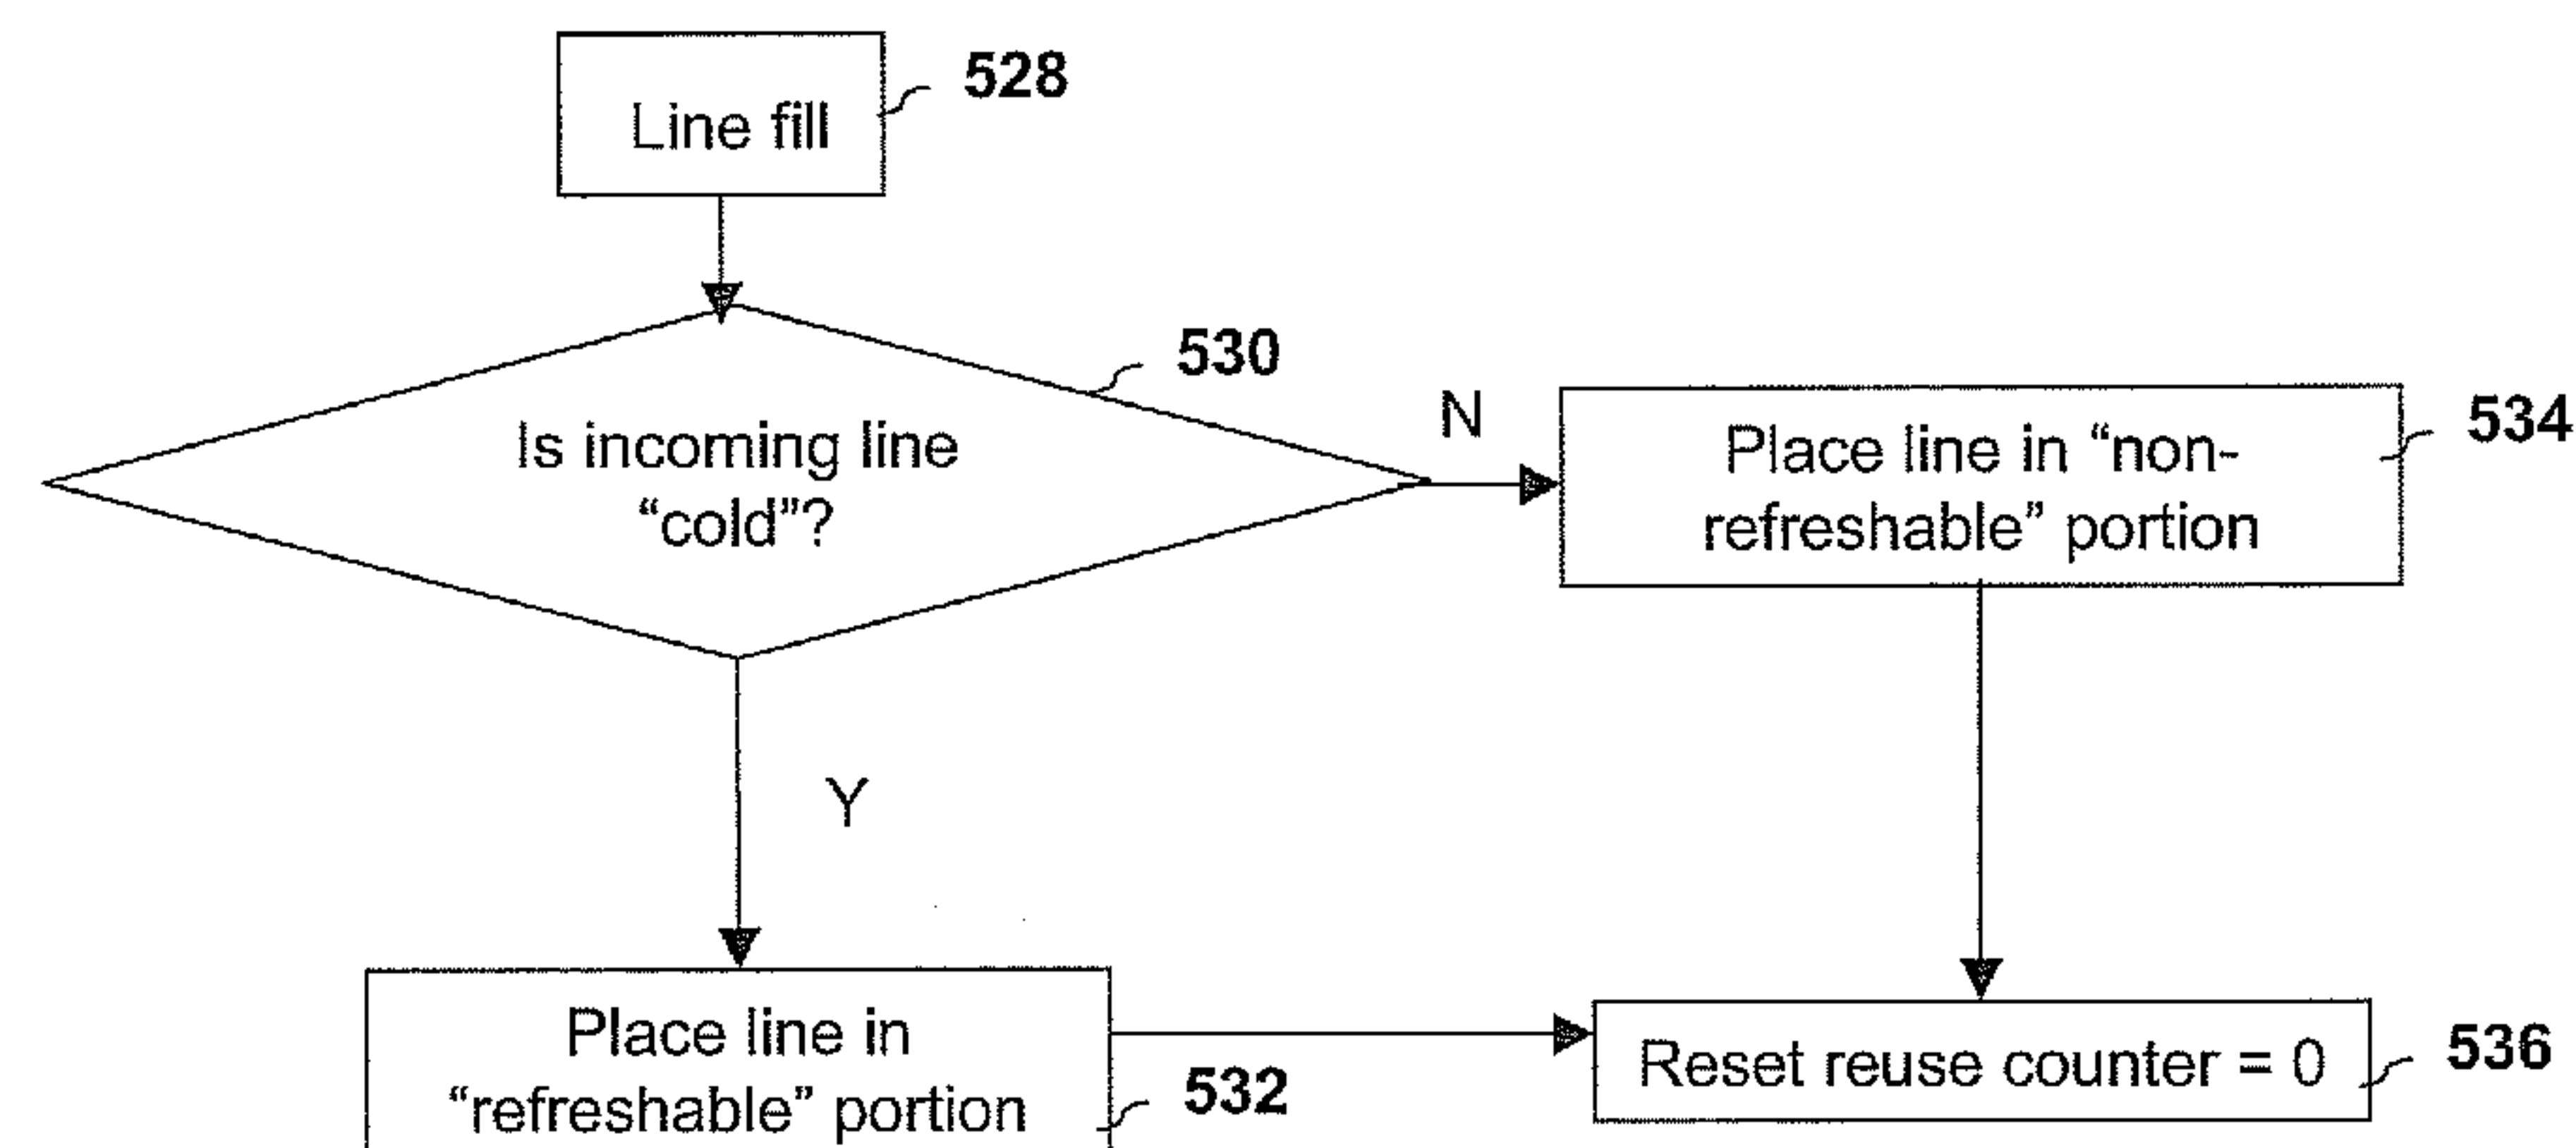 Line fill
528
530
Is incoming line
“cold”?
N
Place line in “non-
refreshable” portion
534
Y
Place line in
“refreshable” portion
532
Reset reuse counter = 0
536